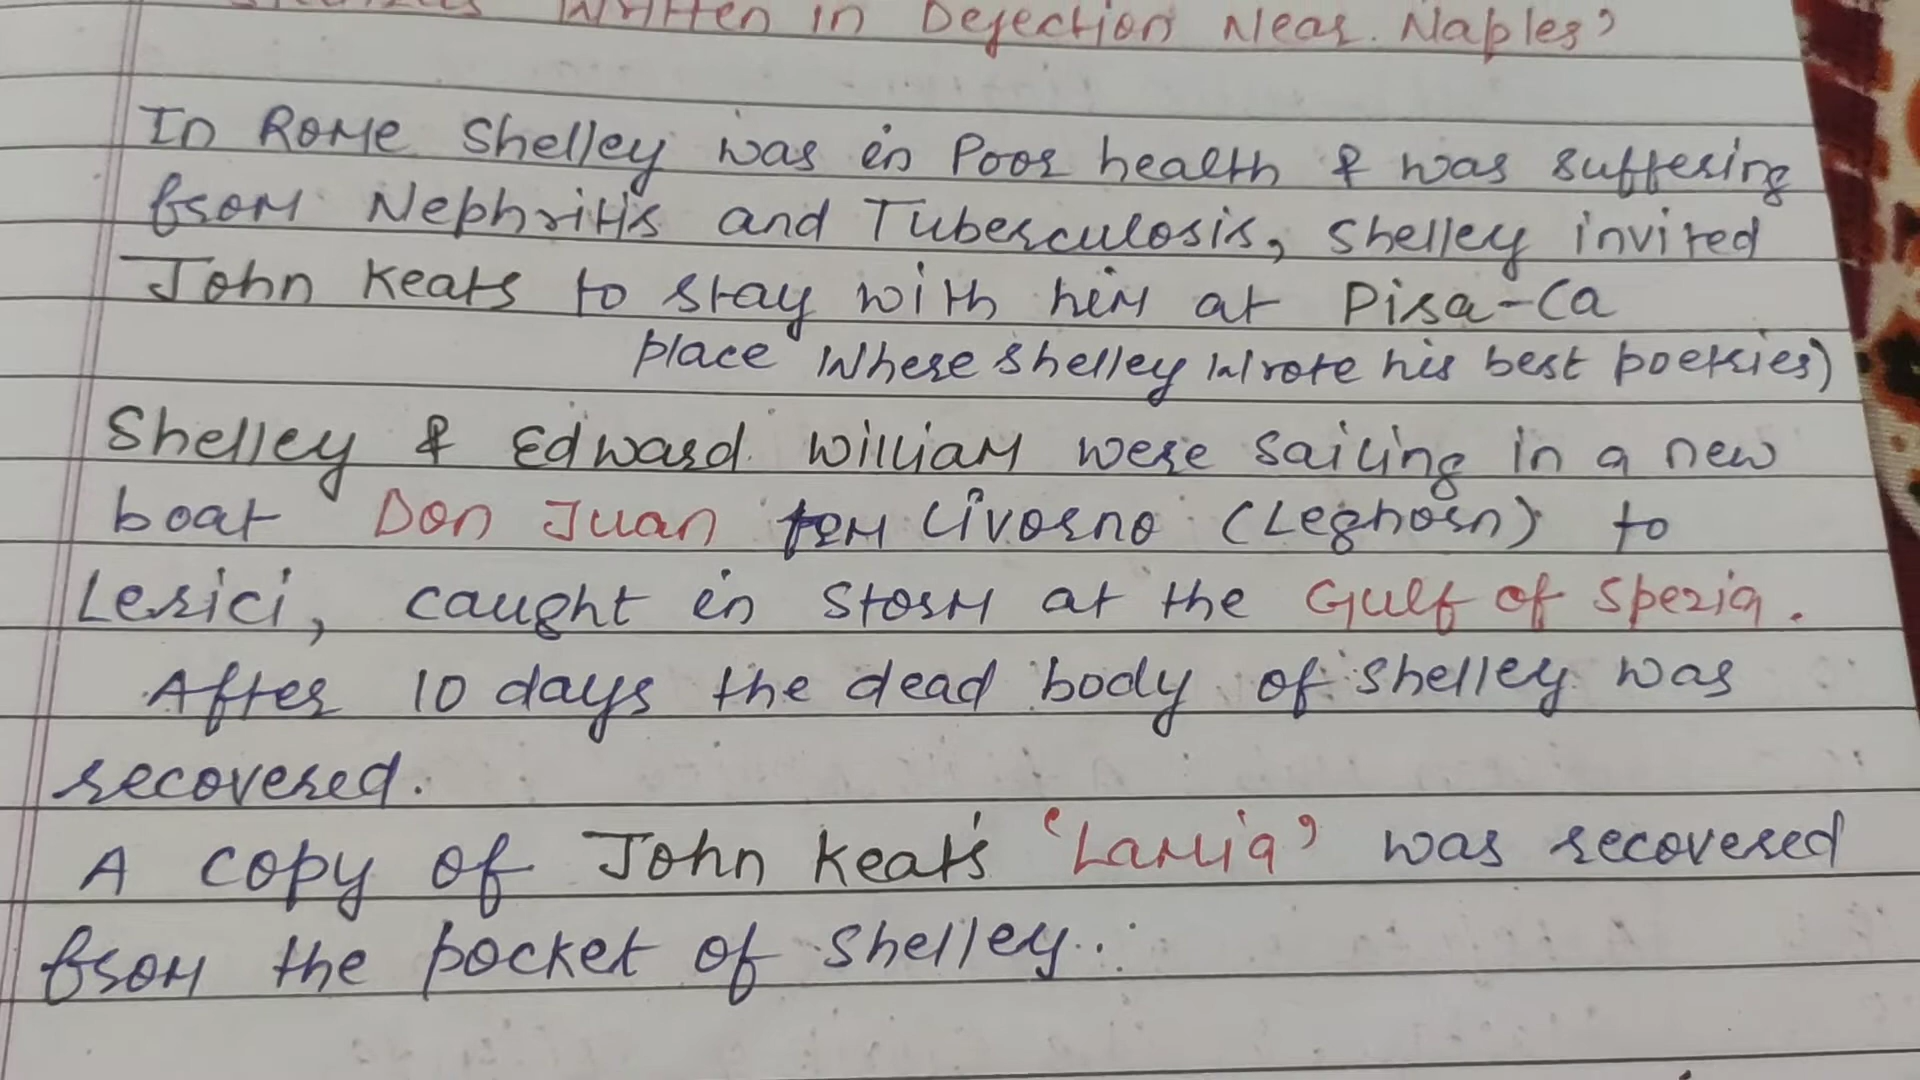 Written in Dejection Near. Naples'
In Rome Shelley was in Poor health & was suffering
from Nephritis and Tuberculosis, Shelley invited
John Keats to stay with him at Pisa-(a
place where Shelley wrote his best poetries)
Shelley & Edward William were sailing in a new
boat Don Juan from Livorno (Leghorn) to
Lerici, caught in storm at the Gulf of Spezia.
After 10 days the dead body of Shelley was
recovered.
A copy of John Keat's 'Lamia' was recovered
from the pocket of Shelley.